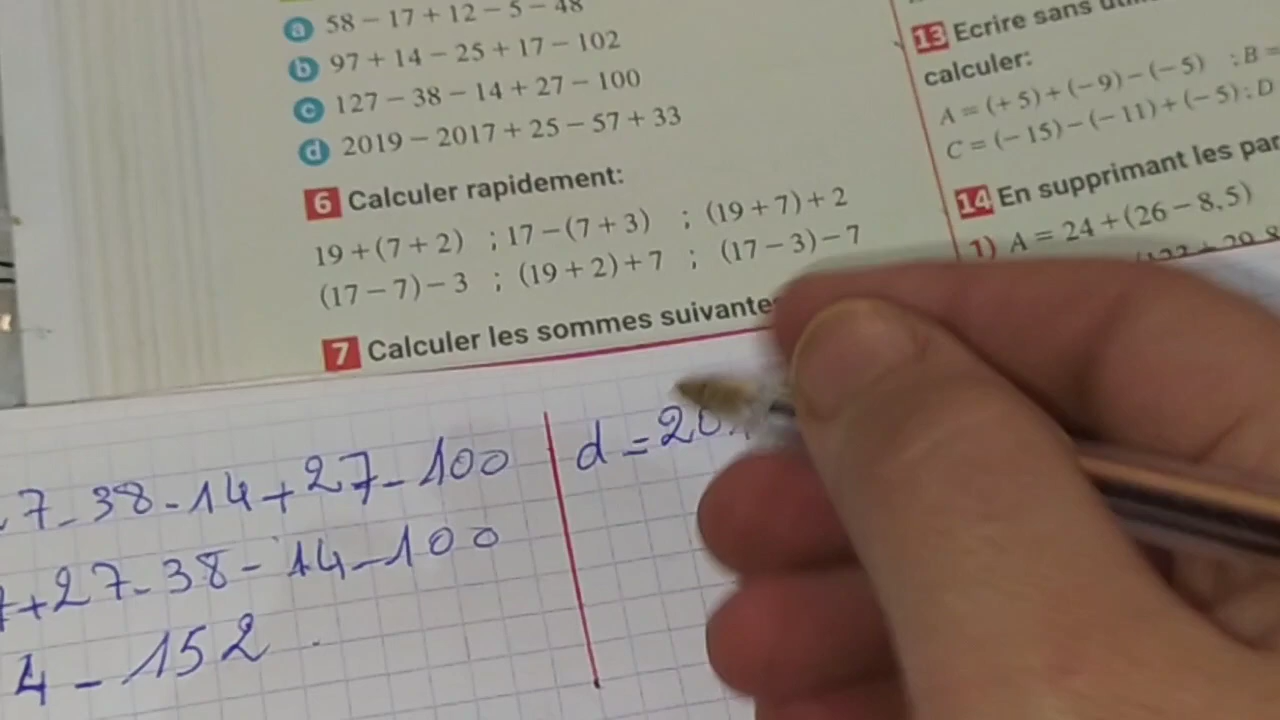 a 58 – 17 + 12 – 5 – 48
b 97 + 14 – 25 + 17 – 102
c 127 – 38 – 14 + 27 – 100
d 2019 – 2017 + 25 – 57 + 33
6 Calculer rapidement:
19 + (7 + 2) ; 17 – (7 + 3) ; (19 + 7) + 2
(17 – 7) – 3 ; (19 + 2) + 7 ; (17 – 3) – 7
7 Calculer les sommes suivantes
13 Ecrire sans
calculer:
A = (+ 5) + (– 9) – (– 5) ; B =
C = (– 15) – (– 11) + (– 5) ; D
14 En supprimant les par
1) A = 24 + (26 – 8,5)
7 - 38 - 14 + 27 - 100
+ 27 - 38 - 14 - 100
4 - 152
d = 20